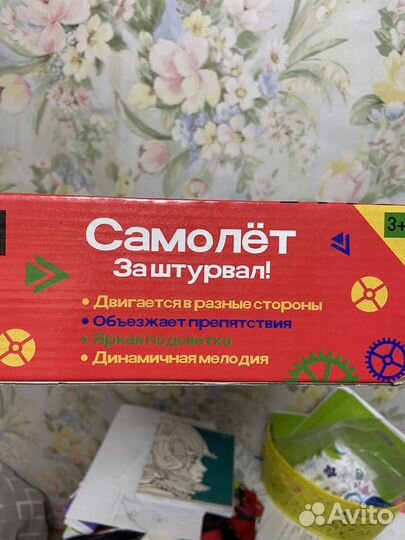 Самолёт
За штурвал!
3+
• Двигается в разные стороны
• Объезжает препятствия
• Яркая подсветка
• Динамичная мелодия
Avito